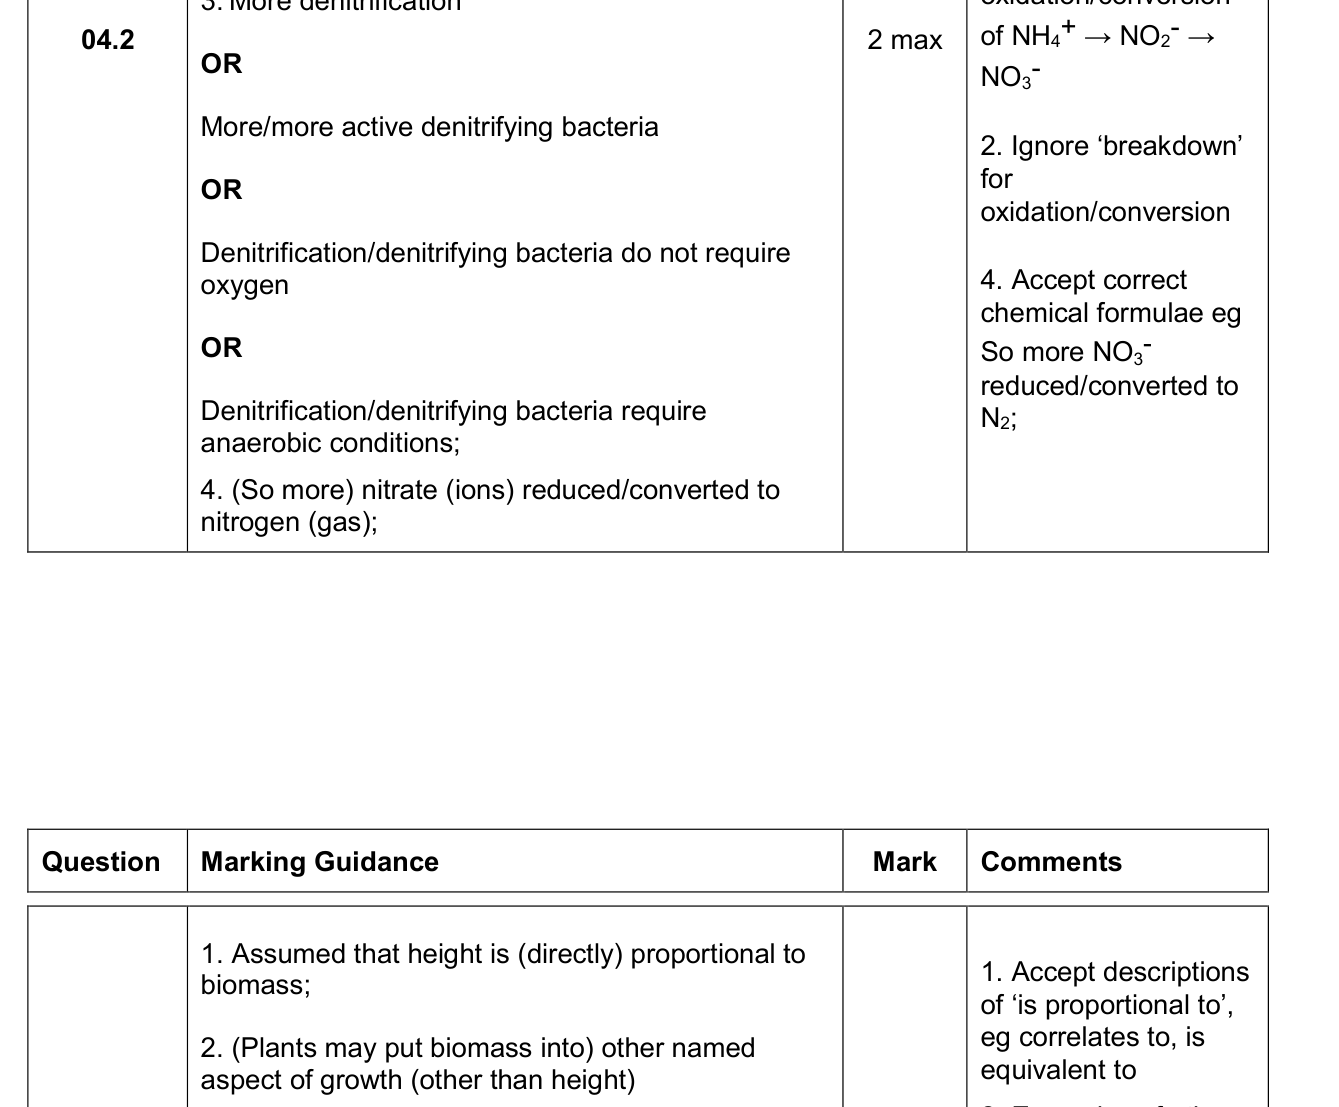 3. More denitrification
04.2
OR
More/more active denitrifying bacteria
OR
Denitrification/denitrifying bacteria do not require
oxygen
OR
Denitrification/denitrifying bacteria require
anaerobic conditions;
4. (So more) nitrate (ions) reduced/converted to
nitrogen (gas);
2 max
oxidation/conversion
of NH₄⁺ → NO₂⁻ →
NO₃⁻
2. Ignore ‘breakdown’
for
oxidation/conversion
4. Accept correct
chemical formulae eg
So more NO₃⁻
reduced/converted to
N₂;
Question
Marking Guidance
Mark
Comments
1. Assumed that height is (directly) proportional to
biomass;
2. (Plants may put biomass into) other named
aspect of growth (other than height)
1. Accept descriptions
of ‘is proportional to’,
eg correlates to, is
equivalent to